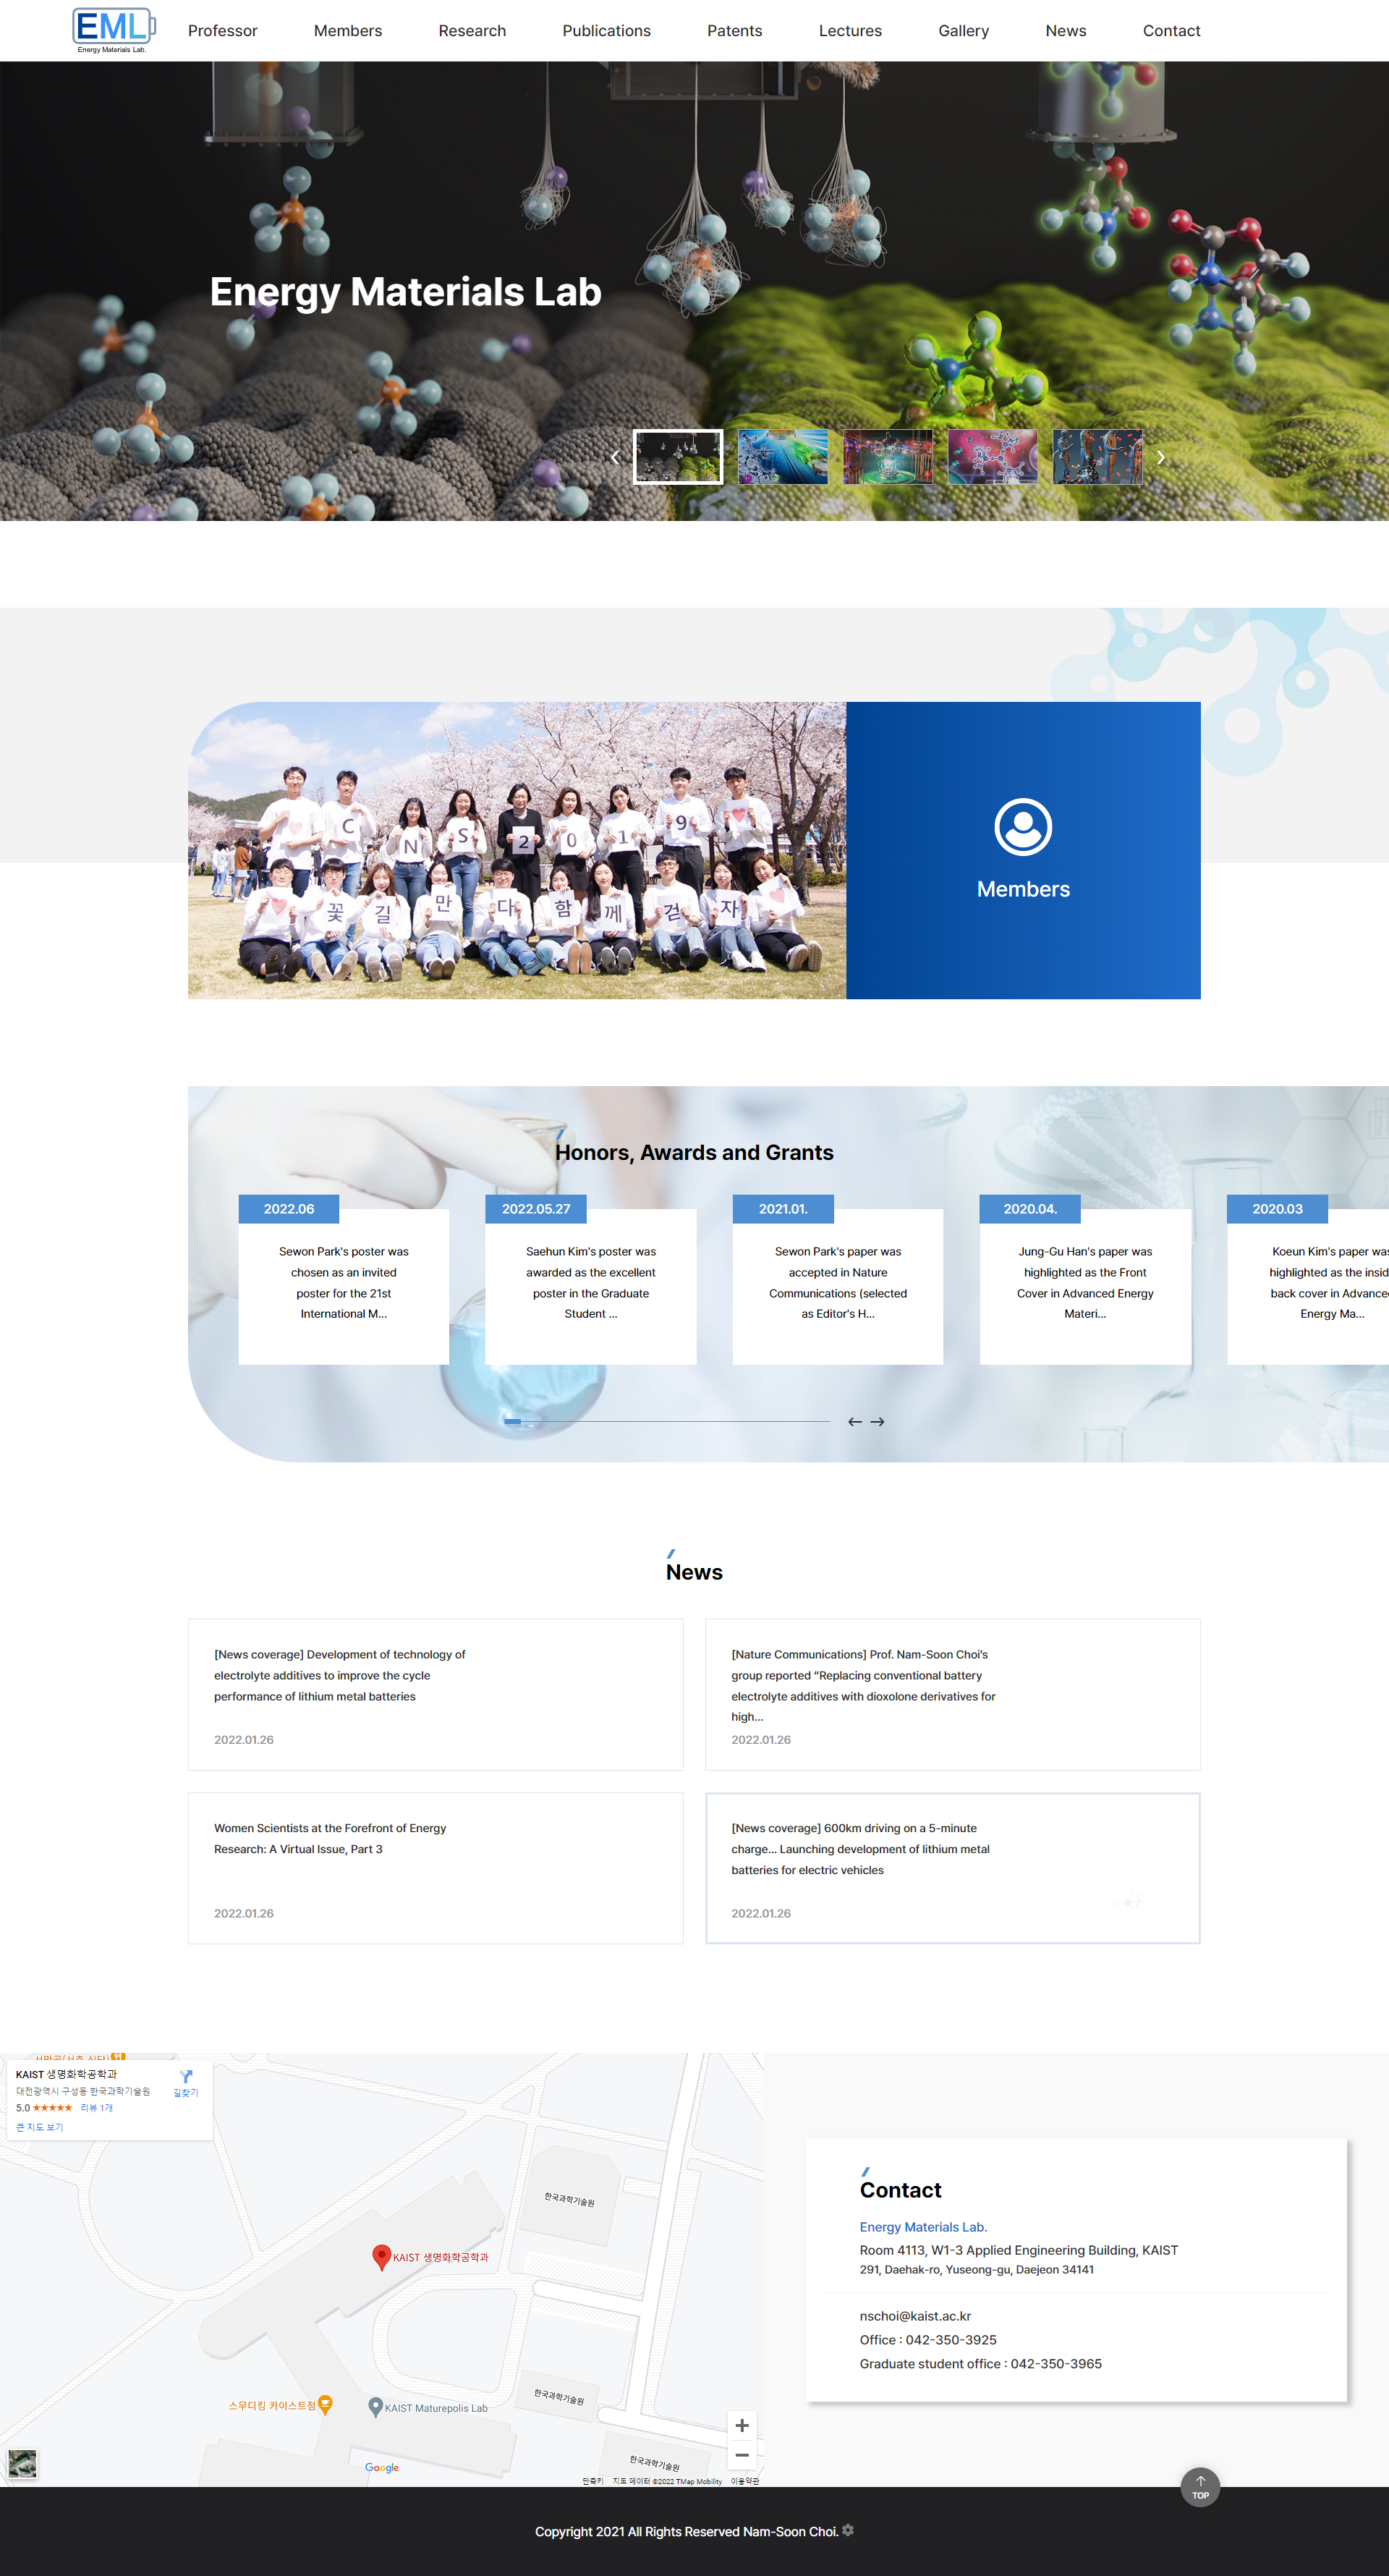 EML
Energy Materials Lab.
Professor Members Research Publications Patents Lectures Gallery News Contact
Energy Materials Lab
C N S 2 0 1 9
꽃 길 만 다 함 께 걷 자
Members
Honors, Awards and Grants
2022.06
Sewon Park's poster was
chosen as an invited
poster for the 21st
International M...
2022.05.27
Saehun Kim's poster was
awarded as the excellent
poster in the Graduate
Student ...
2021.01.
Sewon Park's paper was
accepted in Nature
Communications (selected
as Editor's H...
2020.04.
Jung-Gu Han's paper was
highlighted as the Front
Cover in Advanced Energy
Materi...
2020.03
Koeun Kim's paper was
highlighted as the insid
back cover in Advance
Energy Ma...
News
[News coverage] Development of technology of
electrolyte additives to improve the cycle
performance of lithium metal batteries
2022.01.26
[Nature Communications] Prof. Nam-Soon Choi’s
group reported “Replacing conventional battery
electrolyte additives with dioxolone derivatives for
high...
2022.01.26
Women Scientists at the Forefront of Energy
Research: A Virtual Issue, Part 3
2022.01.26
[News coverage] 600km driving on a 5-minute
charge... Launching development of lithium metal
batteries for electric vehicles
2022.01.26
KAIST 생명화학공학과
대전광역시 구성동 한국과학기술원
5.0 ★★★★★ 리뷰 1개
큰 지도 보기
길찾기
한국과학기술원
KAIST 생명화학공학과
한국과학기술원
스무디킹 카이스트점
KAIST Maturepolis Lab
한국과학기술원
Google
단축키 지도 데이터 ©2022 TMap Mobility 이용약관
Contact
Energy Materials Lab.
Room 4113, W1-3 Applied Engineering Building, KAIST
291, Daehak-ro, Yuseong-gu, Daejeon 34141
nschoi@kaist.ac.kr
Office : 042-350-3925
Graduate student office : 042-350-3965
TOP
Copyright 2021 All Rights Reserved Nam-Soon Choi.